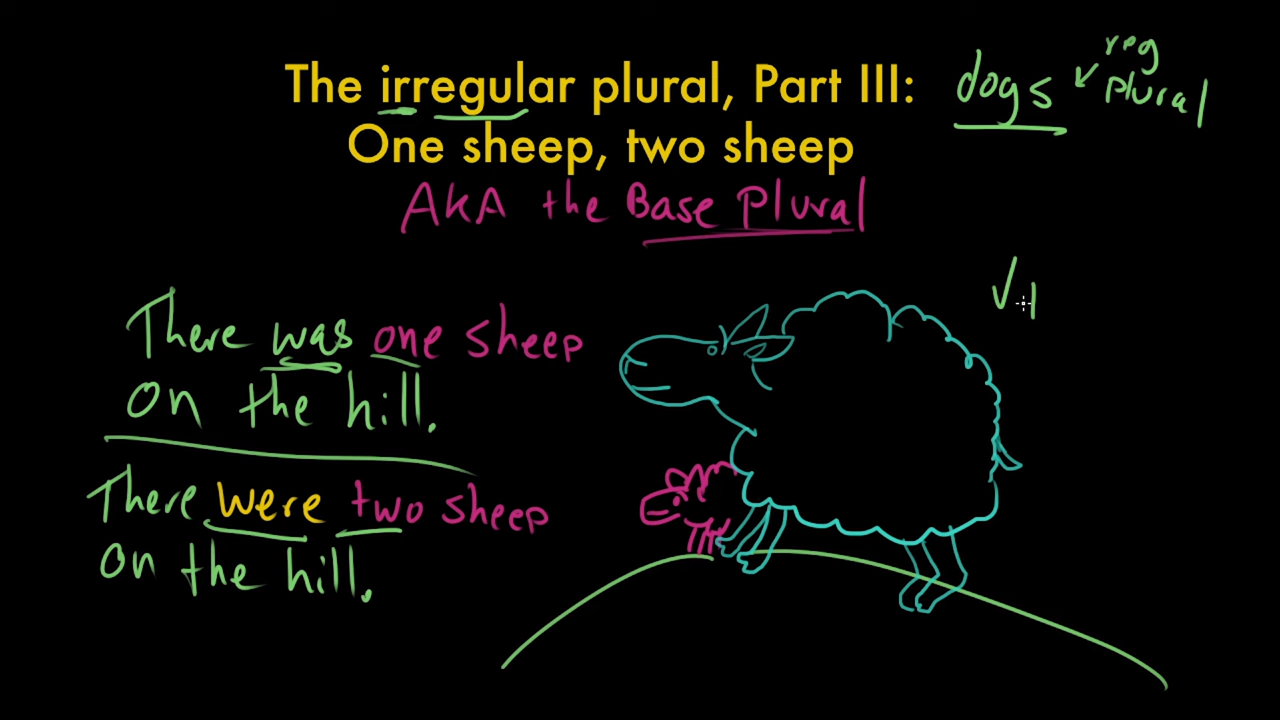 The irregular plural, Part III:
One sheep, two sheep
AKA the Base Plural
dogs
reg
plural
There was one sheep
on the hill.
There were two sheep
on the hill.